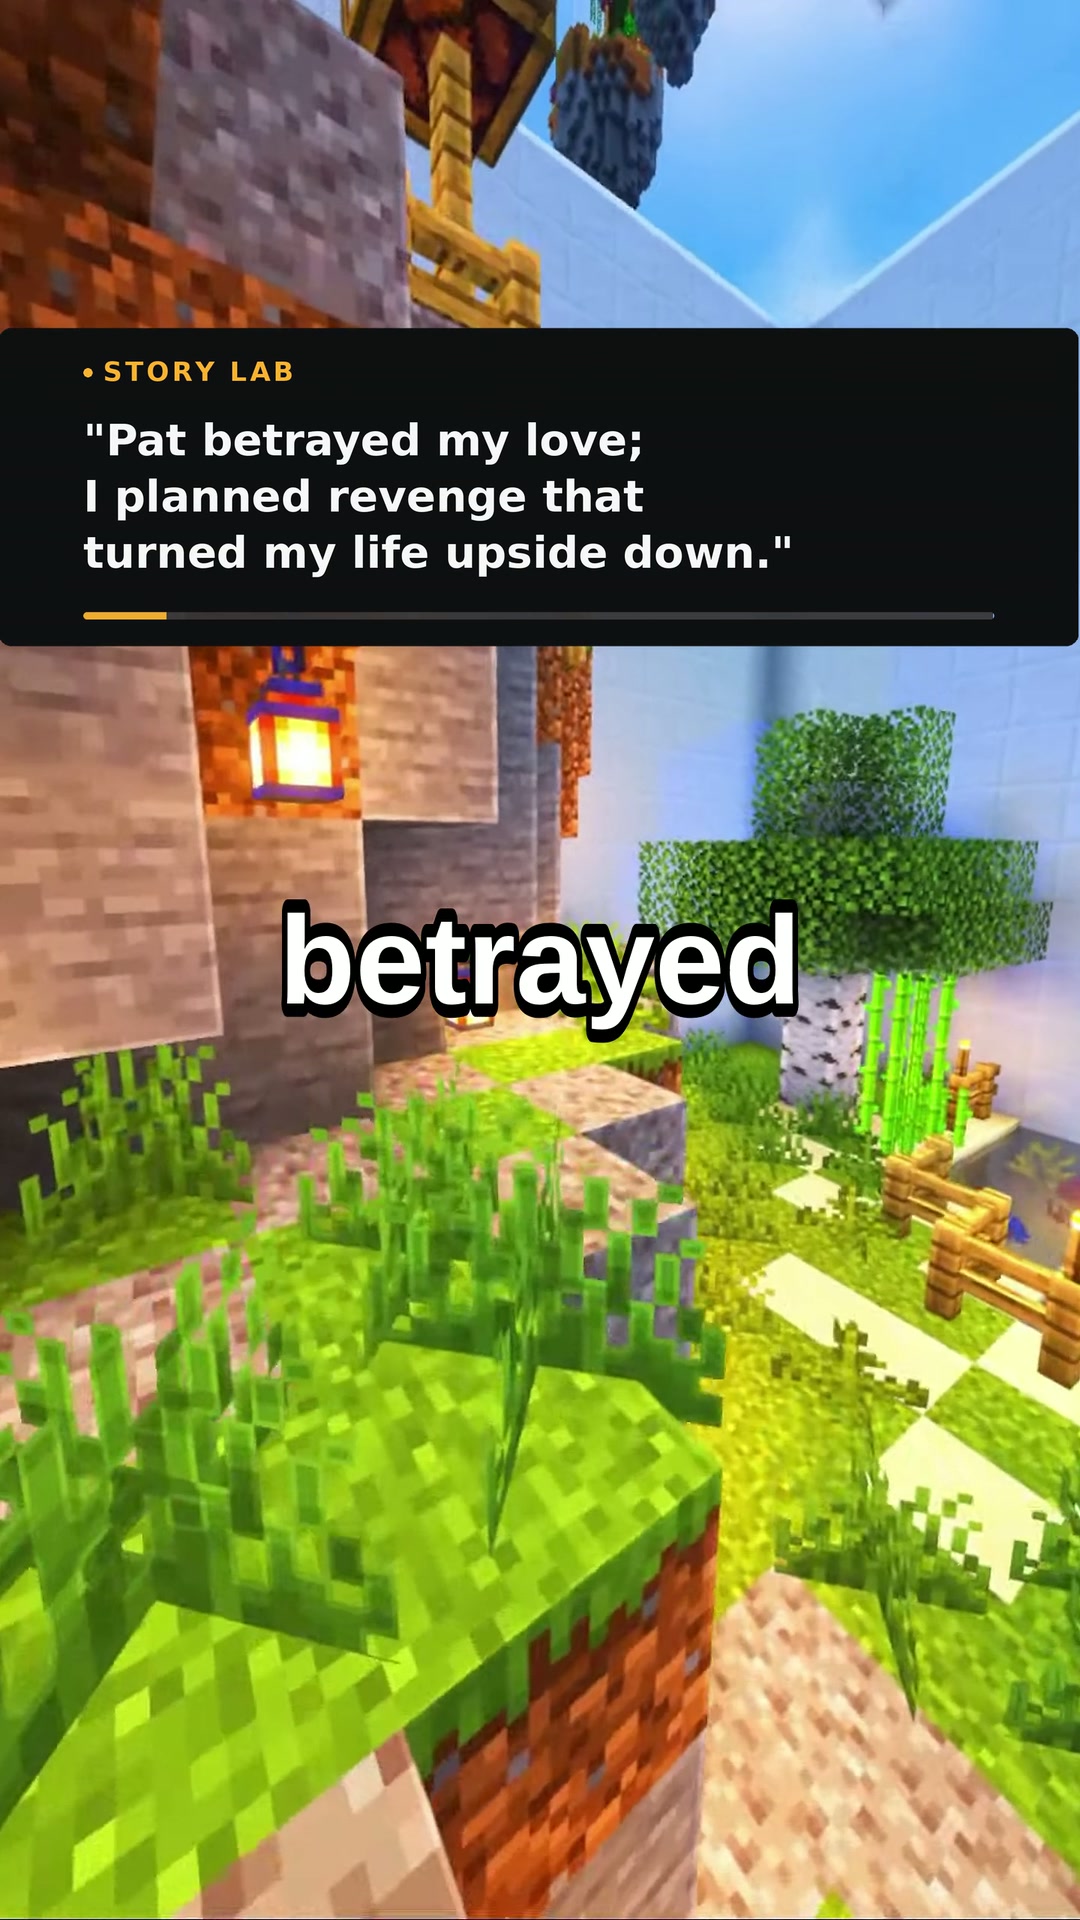 • STORY LAB
"Pat betrayed my love;
I planned revenge that
turned my life upside down."
betrayed